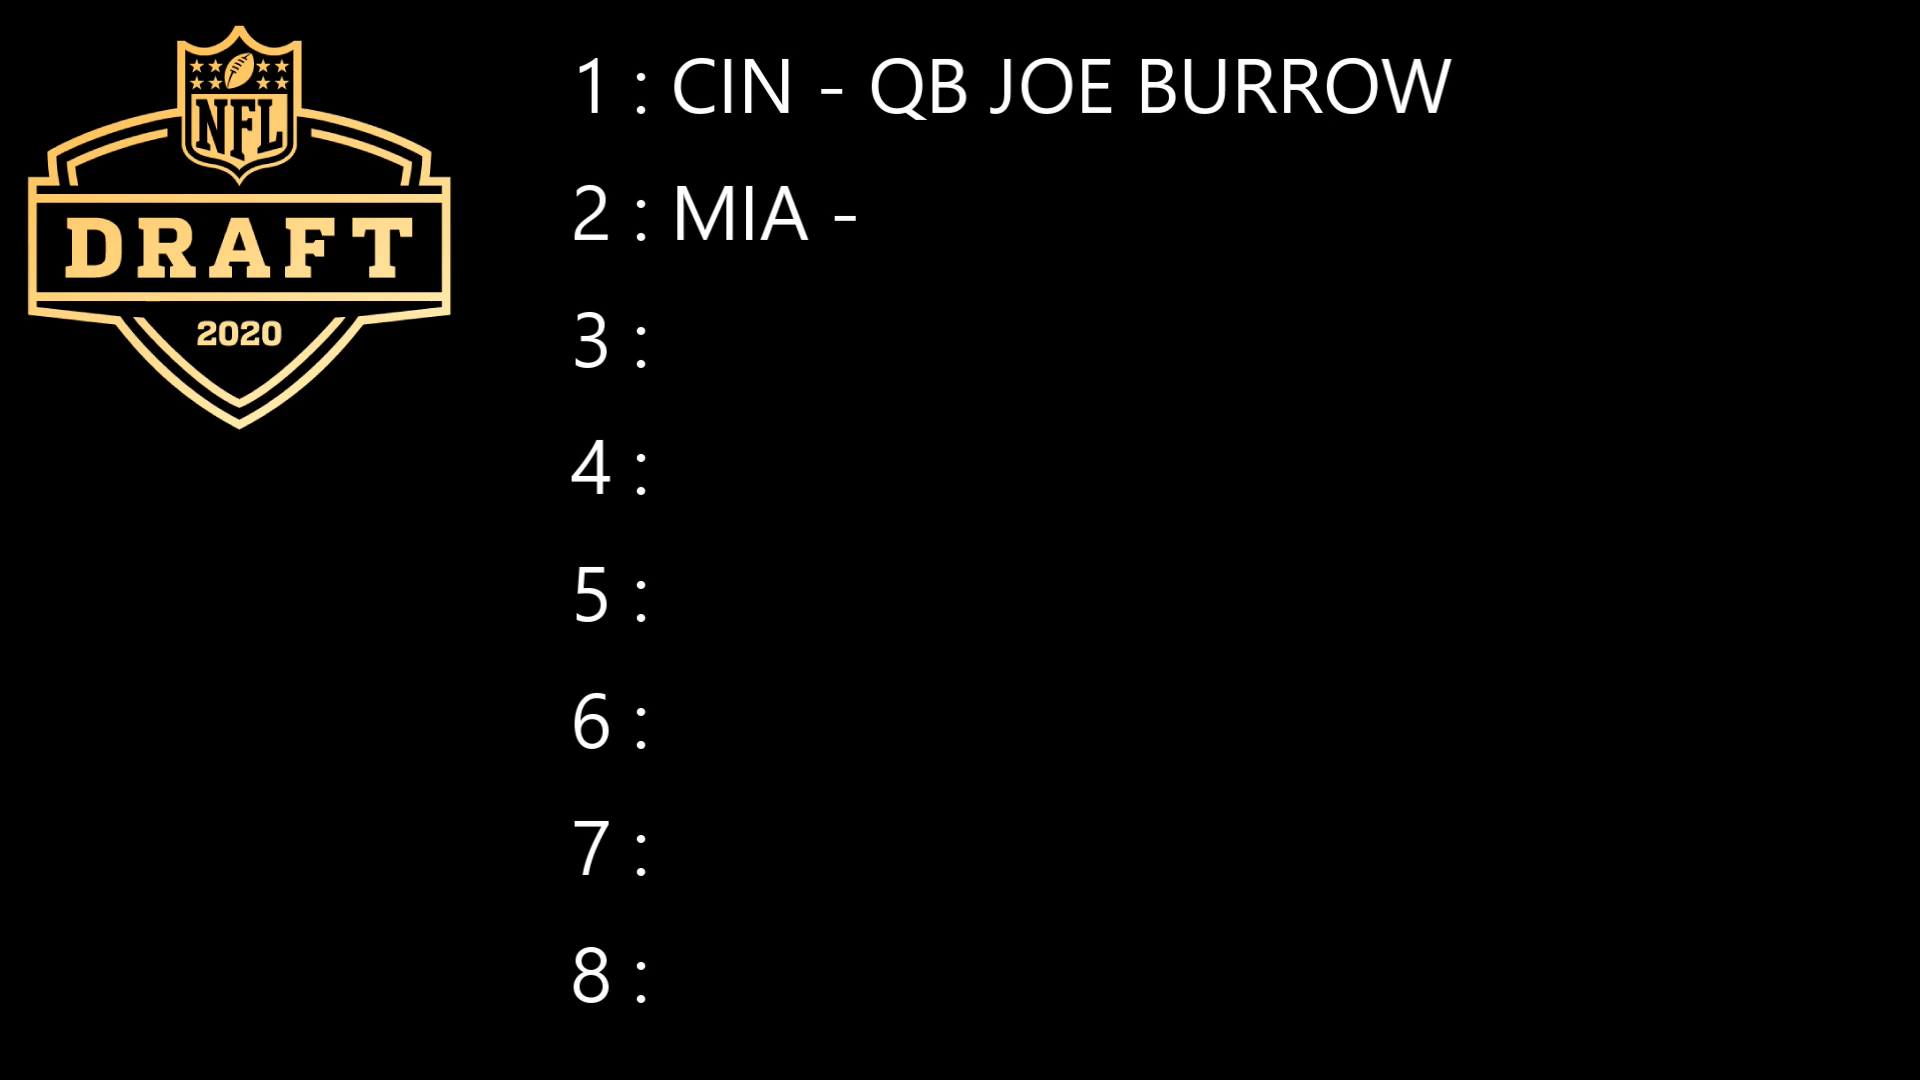 NFL
DRAFT
2020
1 : CIN - QB JOE BURROW
2 : MIA -
3 :
4 :
5 :
6 :
7 :
8 :